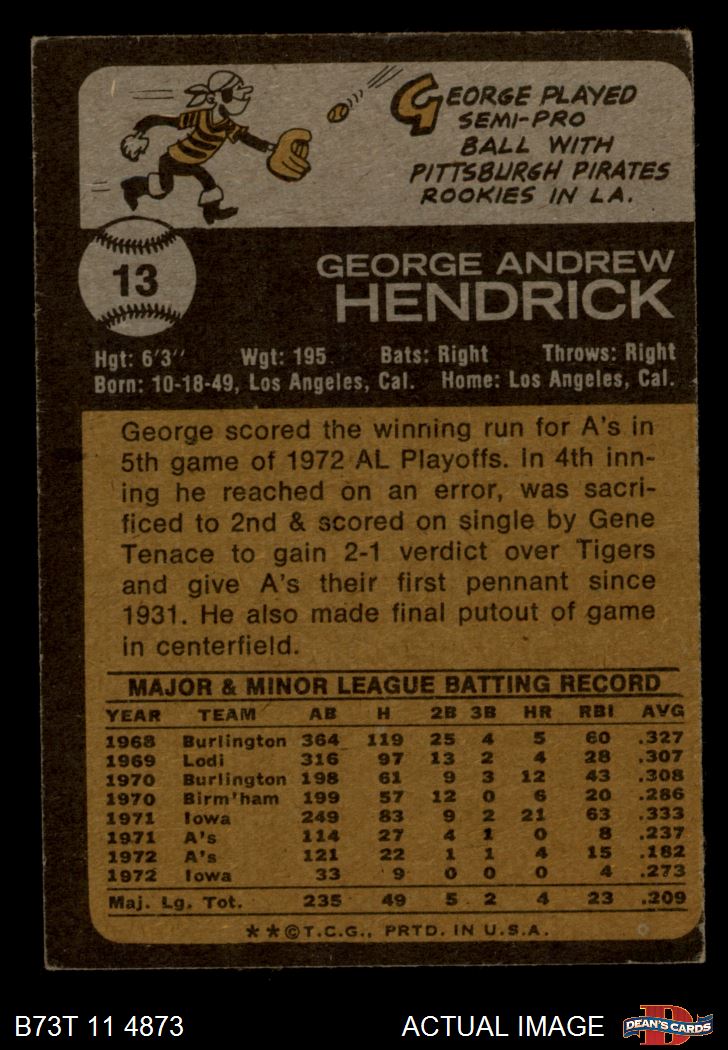 GEORGE PLAYED
SEMI-PRO
BALL WITH
PITTSBURGH PIRATES
ROOKIES IN LA.
13
GEORGE ANDREW
HENDRICK
Hgt: 6'3" Wgt: 195 Bats: Right Throws: Right
Born: 10-18-49, Los Angeles, Cal. Home: Los Angeles, Cal.
George scored the winning run for A's in
5th game of 1972 AL Playoffs. In 4th inn-
ing he reached on an error, was sacri-
ficed to 2nd & scored on single by Gene
Tenace to gain 2-1 verdict over Tigers
and give A's their first pennant since
1931. He also made final putout of game
in centerfield.
MAJOR & MINOR LEAGUE BATTING RECORD
YEAR TEAM AB H 2B 3B HR RBI AVG
1968 Burlington 364 119 25 4 5 60 .327
1969 Lodi 316 97 13 2 4 28 .307
1970 Burlington 198 61 9 3 12 43 .308
1970 Birm'ham 199 57 12 0 6 20 .286
1971 Iowa 249 83 9 2 21 63 .333
1971 A's 114 27 4 1 0 8 .237
1972 A's 121 22 1 1 4 15 .182
1972 Iowa 33 9 0 0 0 4 .273
Maj. Lg. Tot. 235 49 5 2 4 23 .209
**©T.C.G., PRTD. IN U.S.A.
B73T 11 4873 ACTUAL IMAGE D DEAN'S CARDS